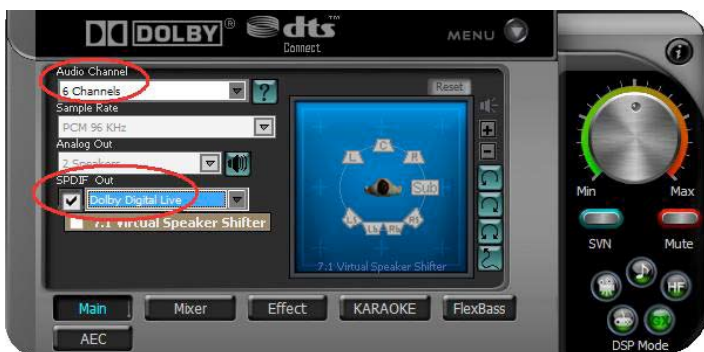 DOLBY®
dts™
Connect
MENU
i
Audio Channel
6 Channels
?
Reset
Sample Rate
PCM 96 KHz
Analog Out
2 Speakers
SPDIF Out
Dolby Digital Live
7.1 Virtual Speaker Shifter
L
C
R
Sub
Ls
Lb
Rb
Rs
7.1 Virtual Speaker Shifter
Min
Max
SVN
Mute
HF
GX
DSP Mode
Main
Mixer
Effect
KARAOKE
FlexBass
AEC